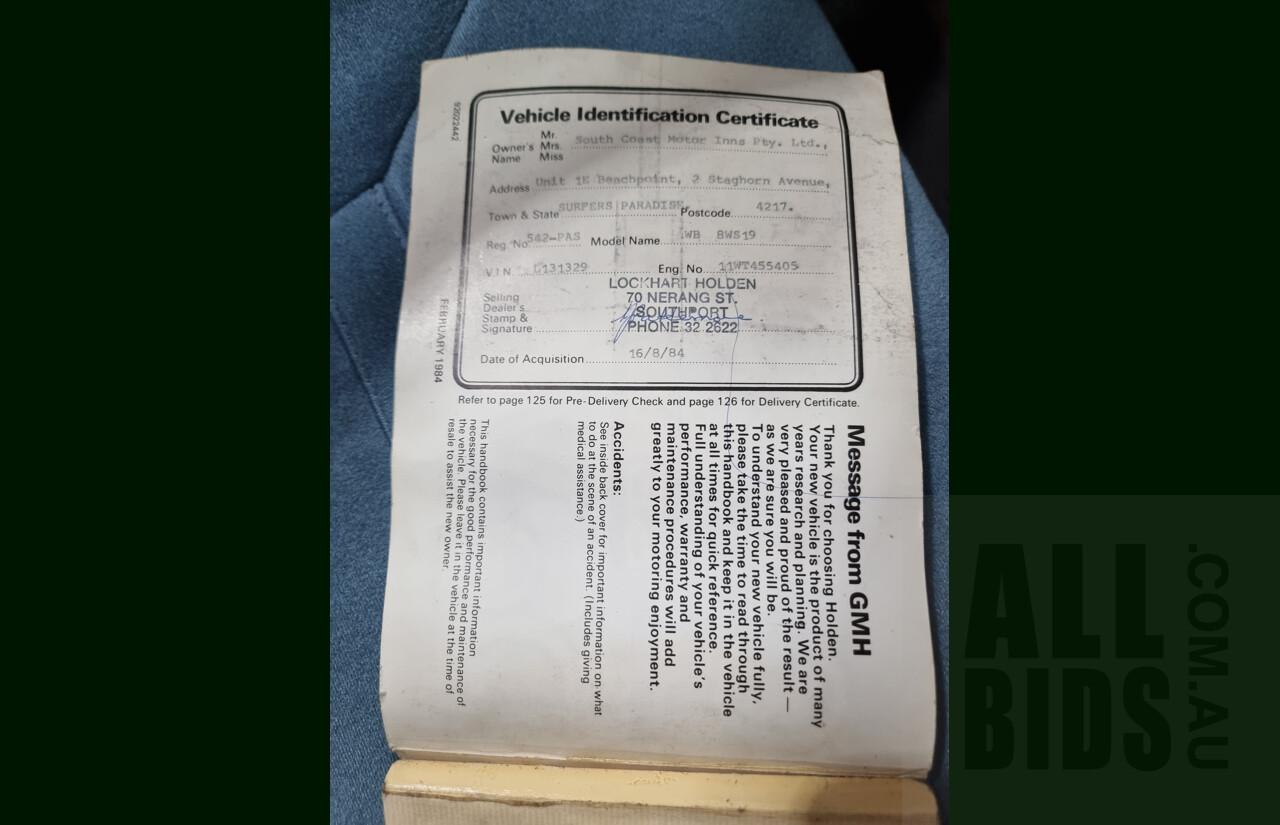 92022442
Vehicle Identification Certificate
Owner's Name Mr. Mrs. Miss South Coast Motor Inns Pty. Ltd.,
Address Unit 1E Beachpoint, 2 Staghorn Avenue,
Town & State SURFERS PARADISE, Postcode 4217.
Reg. No 542-PAS Model Name WB 8WS19
V.I.N. L131329 Eng. No 11WT455405
LOCKHART HOLDEN
70 NERANG ST.
SOUTHPORT
PHONE 32 2622
Selling
Dealer's
Stamp &
Signature
Date of Acquisition 16/8/84
FEBRUARY 1984
Refer to page 125 for Pre-Delivery Check and page 126 for Delivery Certificate.
Message from GMH
Thank you for choosing Holden.
Your new vehicle is the product of many
years research and planning. We are
very pleased and proud of the result —
as we are sure you will be.
To understand your new vehicle fully,
please take the time to read through
this handbook and keep it in the vehicle
at all times for quick reference.
Full understanding of your vehicle's
performance, warranty and
maintenance procedures will add
greatly to your motoring enjoyment.
Accidents:
See inside back cover for important information on what
to do at the scene of an accident. (Includes giving
medical assistance.)
This handbook contains important information
necessary for the good performance and maintenance of
the vehicle. Please leave it in the vehicle at the time of
resale to assist the new owner.
ALL
BIDS
.COM.AU